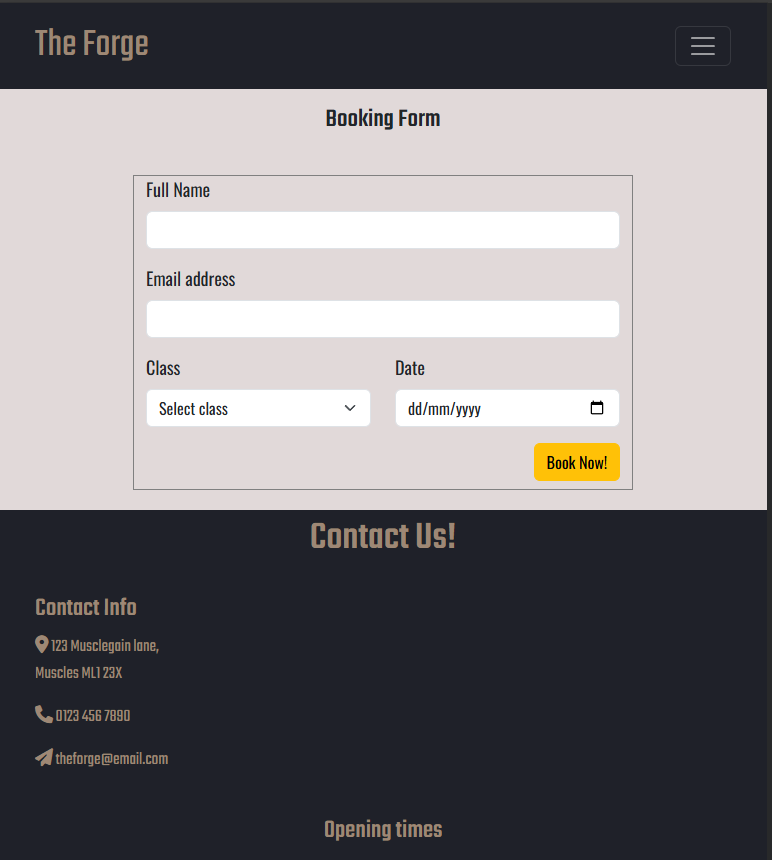 The Forge
Booking Form
Full Name
Email address
Class
Date
Select class
dd/mm/yyyy
Book Now!
Contact Us!
Contact Info
123 Musclegain lane,
Muscles ML1 23X
0123 456 7890
theforge@email.com
Opening times